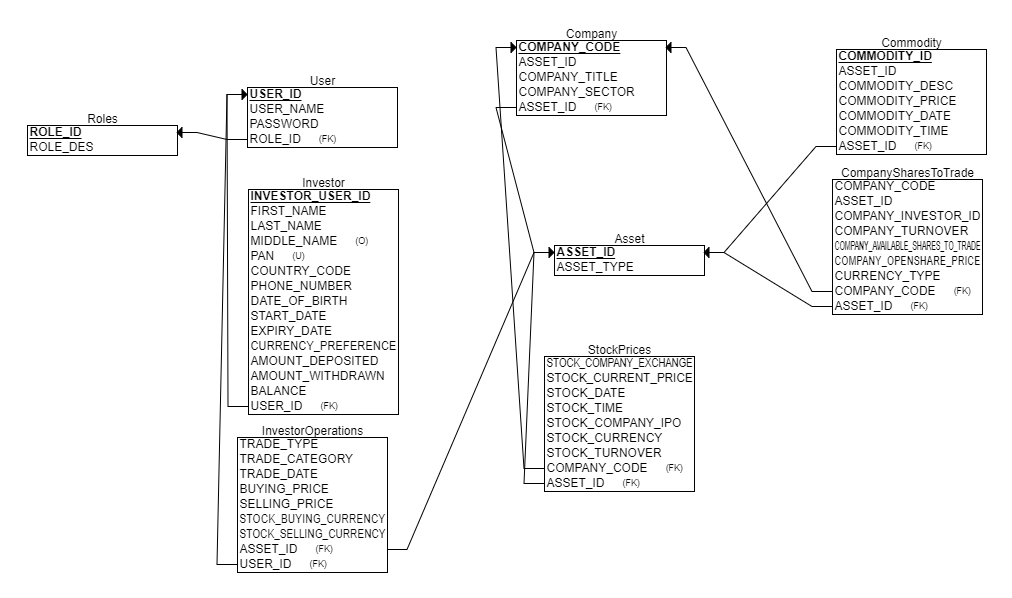 Roles
ROLE_ID
ROLE_DES
User
USER_ID
USER_NAME
PASSWORD
ROLE_ID (FK)
Investor
INVESTOR_USER_ID
FIRST_NAME
LAST_NAME
MIDDLE_NAME (O)
PAN (U)
COUNTRY_CODE
PHONE_NUMBER
DATE_OF_BIRTH
START_DATE
EXPIRY_DATE
CURRENCY_PREFERENCE
AMOUNT_DEPOSITED
AMOUNT_WITHDRAWN
BALANCE
USER_ID (FK)
InvestorOperations
TRADE_TYPE
TRADE_CATEGORY
TRADE_DATE
BUYING_PRICE
SELLING_PRICE
STOCK_BUYING_CURRENCY
STOCK_SELLING_CURRENCY
ASSET_ID (FK)
USER_ID (FK)
Company
COMPANY_CODE
ASSET_ID
COMPANY_TITLE
COMPANY_SECTOR
ASSET_ID (FK)
Asset
ASSET_ID
ASSET_TYPE
StockPrices
STOCK_COMPANY_EXCHANGE
STOCK_CURRENT_PRICE
STOCK_DATE
STOCK_TIME
STOCK_COMPANY_IPO
STOCK_CURRENCY
STOCK_TURNOVER
COMPANY_CODE (FK)
ASSET_ID (FK)
Commodity
COMMODITY_ID
ASSET_ID
COMMODITY_DESC
COMMODITY_PRICE
COMMODITY_DATE
COMMODITY_TIME
ASSET_ID (FK)
CompanySharesToTrade
COMPANY_CODE
ASSET_ID
COMPANY_INVESTOR_ID
COMPANY_TURNOVER
COMPANY_AVAILABLE_SHARES_TO_TRADE
COMPANY_OPENSHARE_PRICE
CURRENCY_TYPE
COMPANY_CODE (FK)
ASSET_ID (FK)